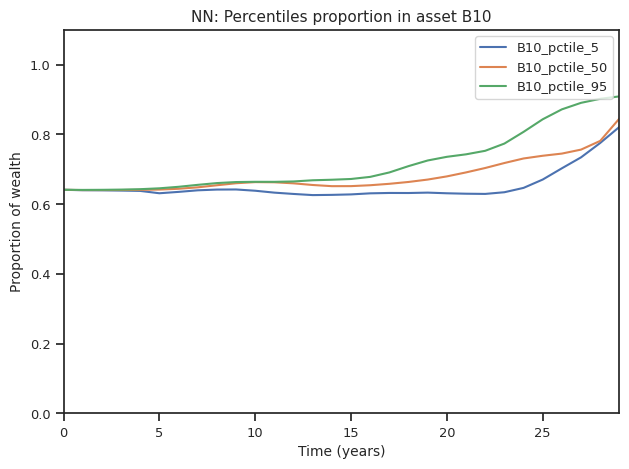 NN: Percentiles proportion in asset B10
B10_pctile_5
B10_pctile_50
B10_pctile_95
Proportion of wealth
1.0
0.8
0.6
0.4
0.2
0.0
0 5 10 15 20 25
Time (years)